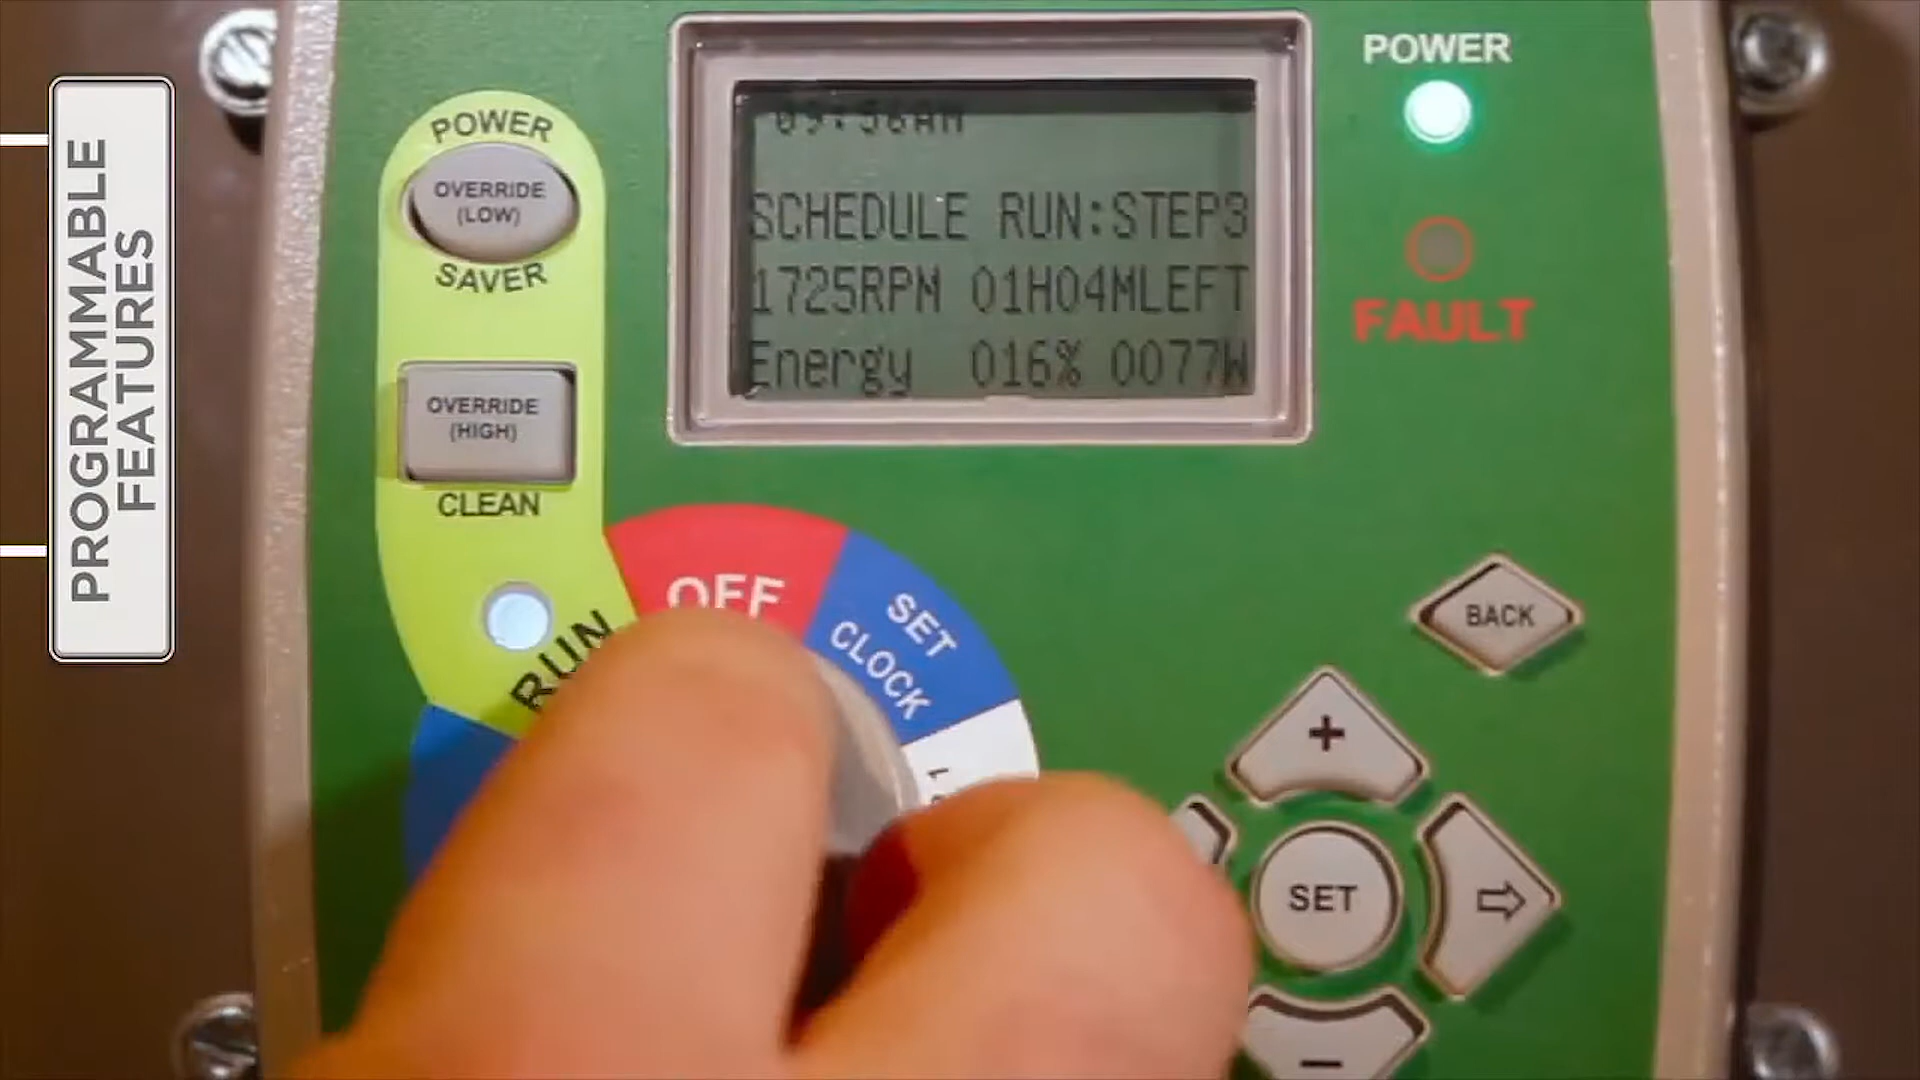 PROGRAMMABLE
FEATURES
POWER
OVERRIDE
(LOW)
SAVER
OVERRIDE
(HIGH)
CLEAN
RUN
OFF
SET
CLOCK
1
SCHEDULE RUN:STEP3
1725RPM 01H04MLEFT
Energy 016% 0077W
POWER
FAULT
BACK
+
SET
⇨
−